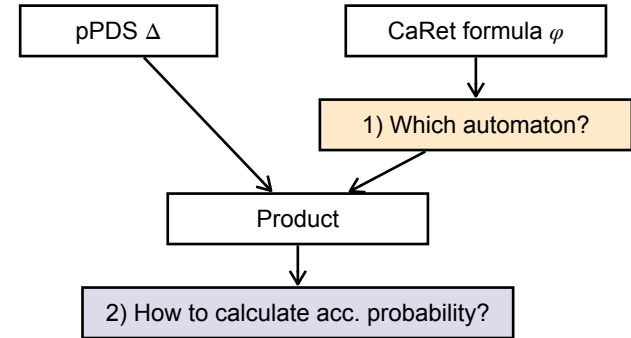 pPDS Δ
CaRet formula φ
1) Which automaton?
Product
2) How to calculate acc. probability?